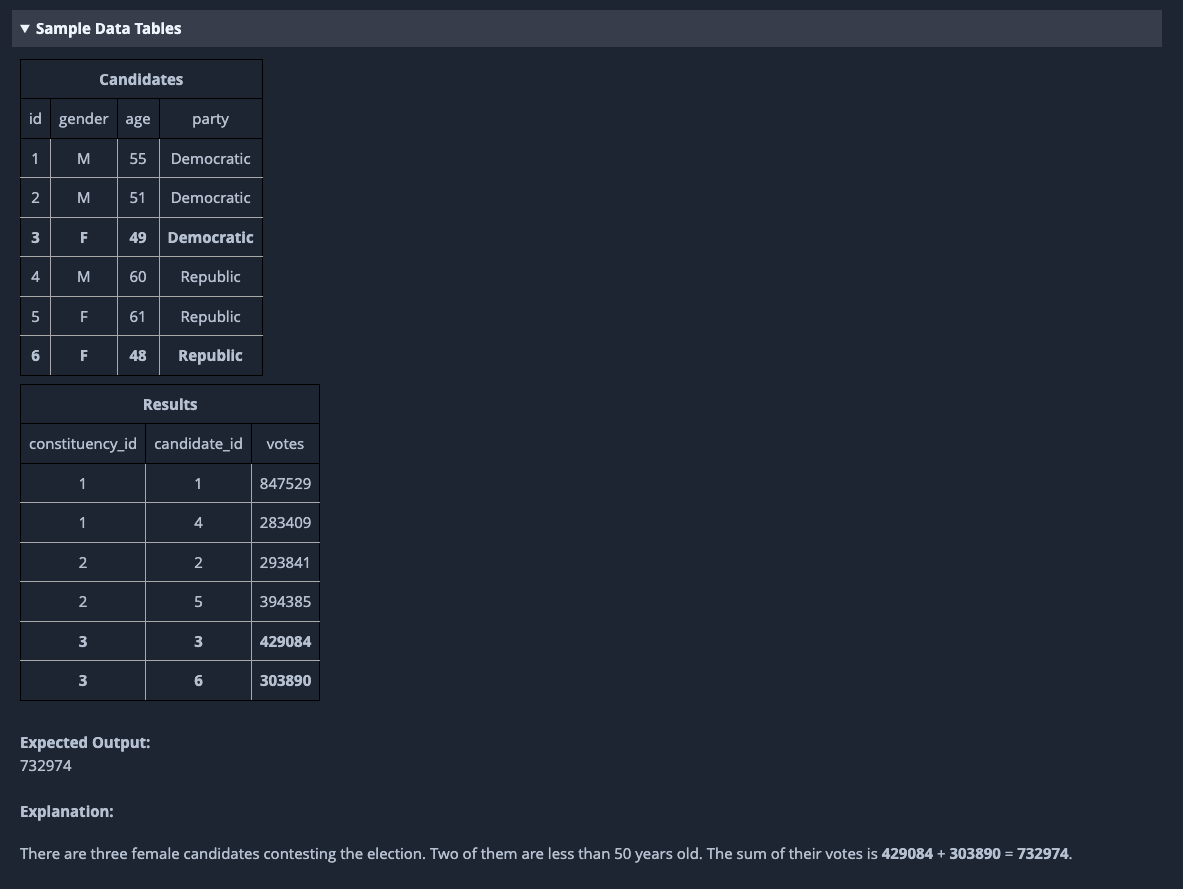 ▼ Sample Data Tables
Candidates
id gender age party
1 M 55 Democratic
2 M 51 Democratic
3 F 49 Democratic
4 M 60 Republic
5 F 61 Republic
6 F 48 Republic
Results
constituency_id candidate_id votes
1 1 847529
1 4 283409
2 2 293841
2 5 394385
3 3 429084
3 6 303890
Expected Output:
732974
Explanation:
There are three female candidates contesting the election. Two of them are less than 50 years old. The sum of their votes is 429084 + 303890 = 732974.